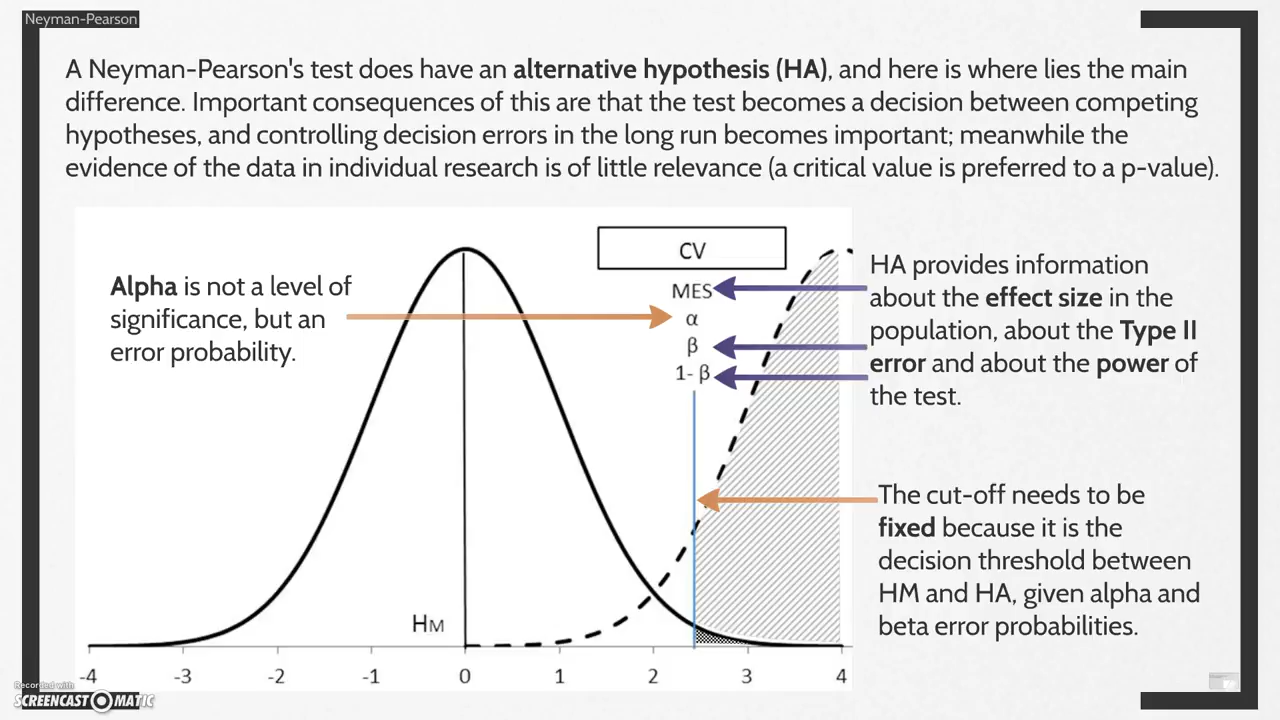 Neyman-Pearson
A Neyman-Pearson's test does have an alternative hypothesis (HA), and here is where lies the main
difference. Important consequences of this are that the test becomes a decision between competing
hypotheses, and controlling decision errors in the long run becomes important; meanwhile the
evidence of the data in individual research is of little relevance (a critical value is preferred to a p-value).
CV
MES
α
β
1- β
Alpha is not a level of
significance, but an
error probability.
HA provides information
about the effect size in the
population, about the Type II
error and about the power of
the test.
The cut-off needs to be
fixed because it is the
decision threshold between
HM and HA, given alpha and
beta error probabilities.
HM
-4 -3 -2 -1 0 1 2 3 4
Recorded with
SCREENCAST O MATIC